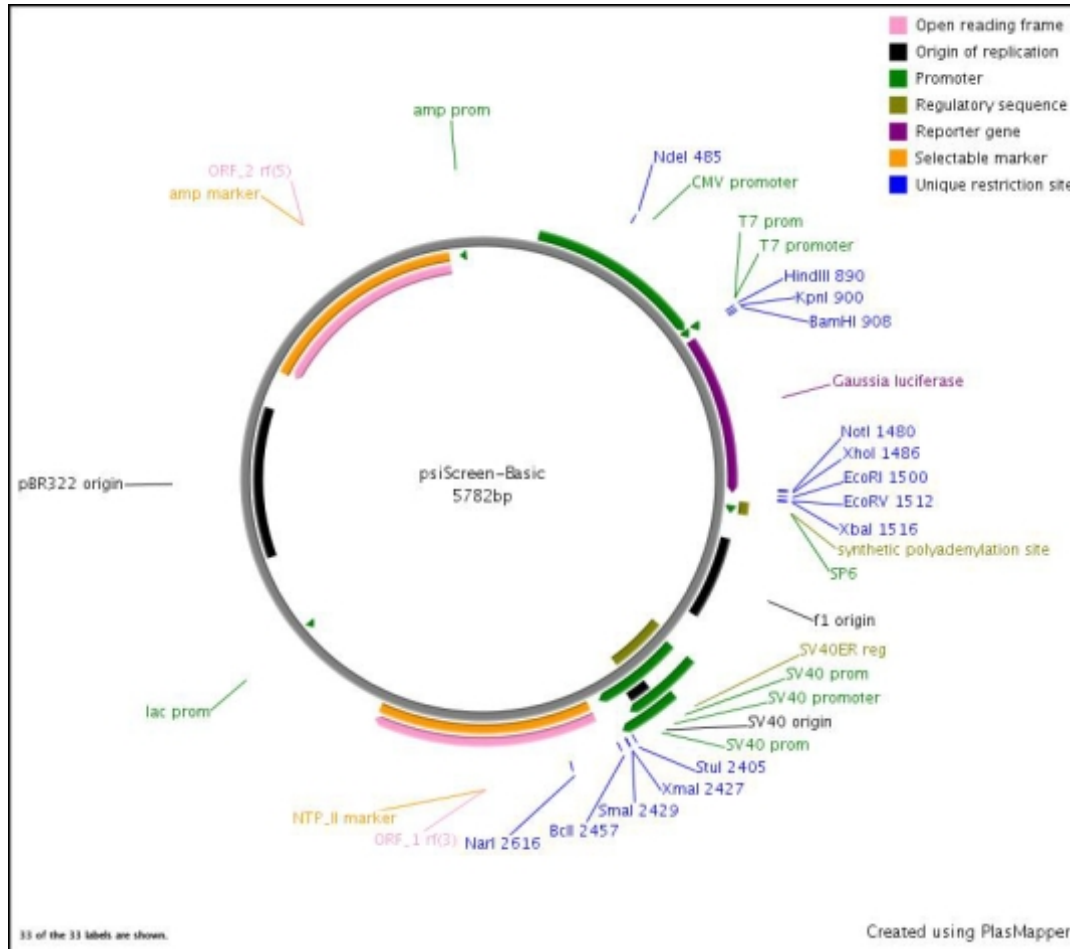 Open reading frame
Origin of replication
Promoter
Regulatory sequence
Reporter gene
Selectable marker
Unique restriction site
amp prom
ORF_2 rf(5)
amp marker
NdeI 485
CMV promoter
T7 prom
T7 promoter
HindIII 890
KpnI 900
BamHI 908
Gaussia luciferase
NotI 1480
XhoI 1486
EcoRI 1500
EcoRV 1512
XbaI 1516
synthetic polyadenylation site
SP6
pBR322 origin
psiScreen-Basic
5782bp
f1 origin
SV40ER reg
SV40 prom
SV40 promoter
SV40 origin
SV40 prom
lac prom
StuI 2405
XmaI 2427
SmaI 2429
BclI 2457
NarI 2616
NTP_II marker
ORF_1 rf(3)
33 of the 33 labels are shown.
Created using PlasMapper